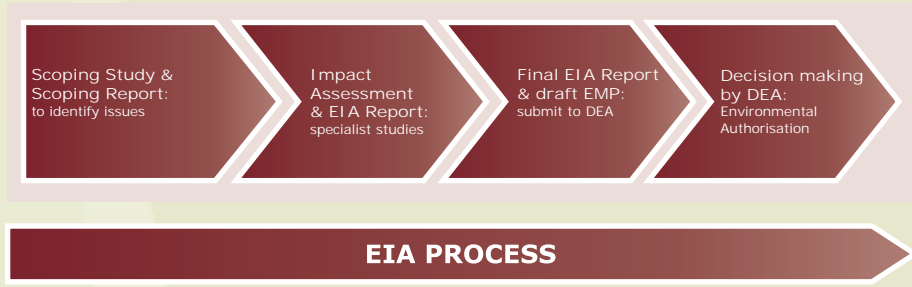 Scoping Study &
Scoping Report:
to identify issues
Impact
Assessment
& EIA Report:
specialist studies
Final EIA Report
& draft EMP:
submit to DEA
Decision making
by DEA:
Environmental
Authorisation
EIA PROCESS